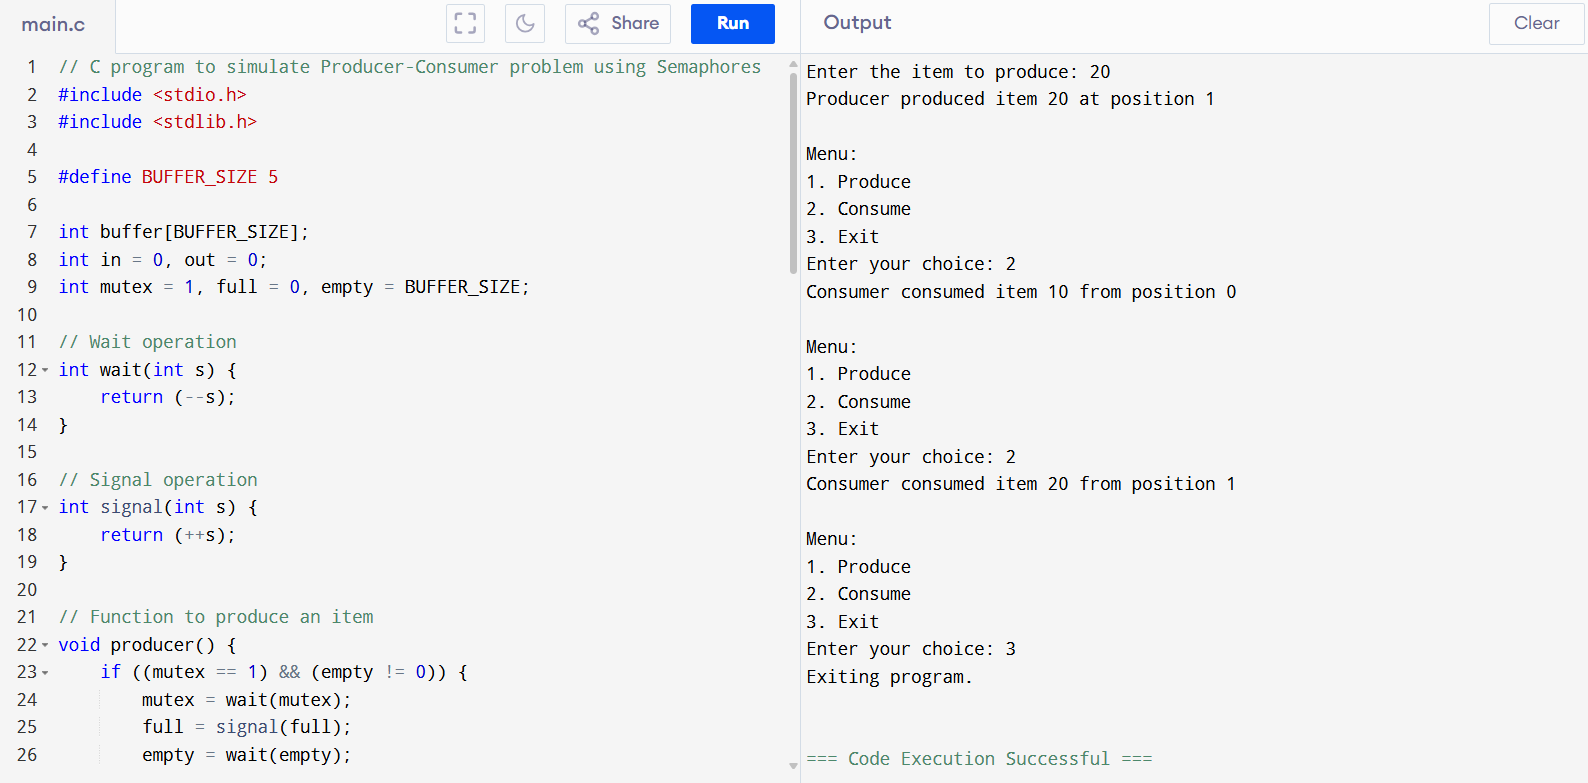 main.c
Share
Run
1 // C program to simulate Producer-Consumer problem using Semaphores
2 #include <stdio.h>
3 #include <stdlib.h>
4
5 #define BUFFER_SIZE 5
6
7 int buffer[BUFFER_SIZE];
8 int in = 0, out = 0;
9 int mutex = 1, full = 0, empty = BUFFER_SIZE;
10
11 // Wait operation
12 int wait(int s) {
13     return (--s);
14 }
15
16 // Signal operation
17 int signal(int s) {
18     return (++s);
19 }
20
21 // Function to produce an item
22 void producer() {
23     if ((mutex == 1) && (empty != 0)) {
24         mutex = wait(mutex);
25         full = signal(full);
26         empty = wait(empty);
Output
Clear
Enter the item to produce: 20
Producer produced item 20 at position 1

Menu:
1. Produce
2. Consume
3. Exit
Enter your choice: 2
Consumer consumed item 10 from position 0

Menu:
1. Produce
2. Consume
3. Exit
Enter your choice: 2
Consumer consumed item 20 from position 1

Menu:
1. Produce
2. Consume
3. Exit
Enter your choice: 3
Exiting program.

=== Code Execution Successful ===